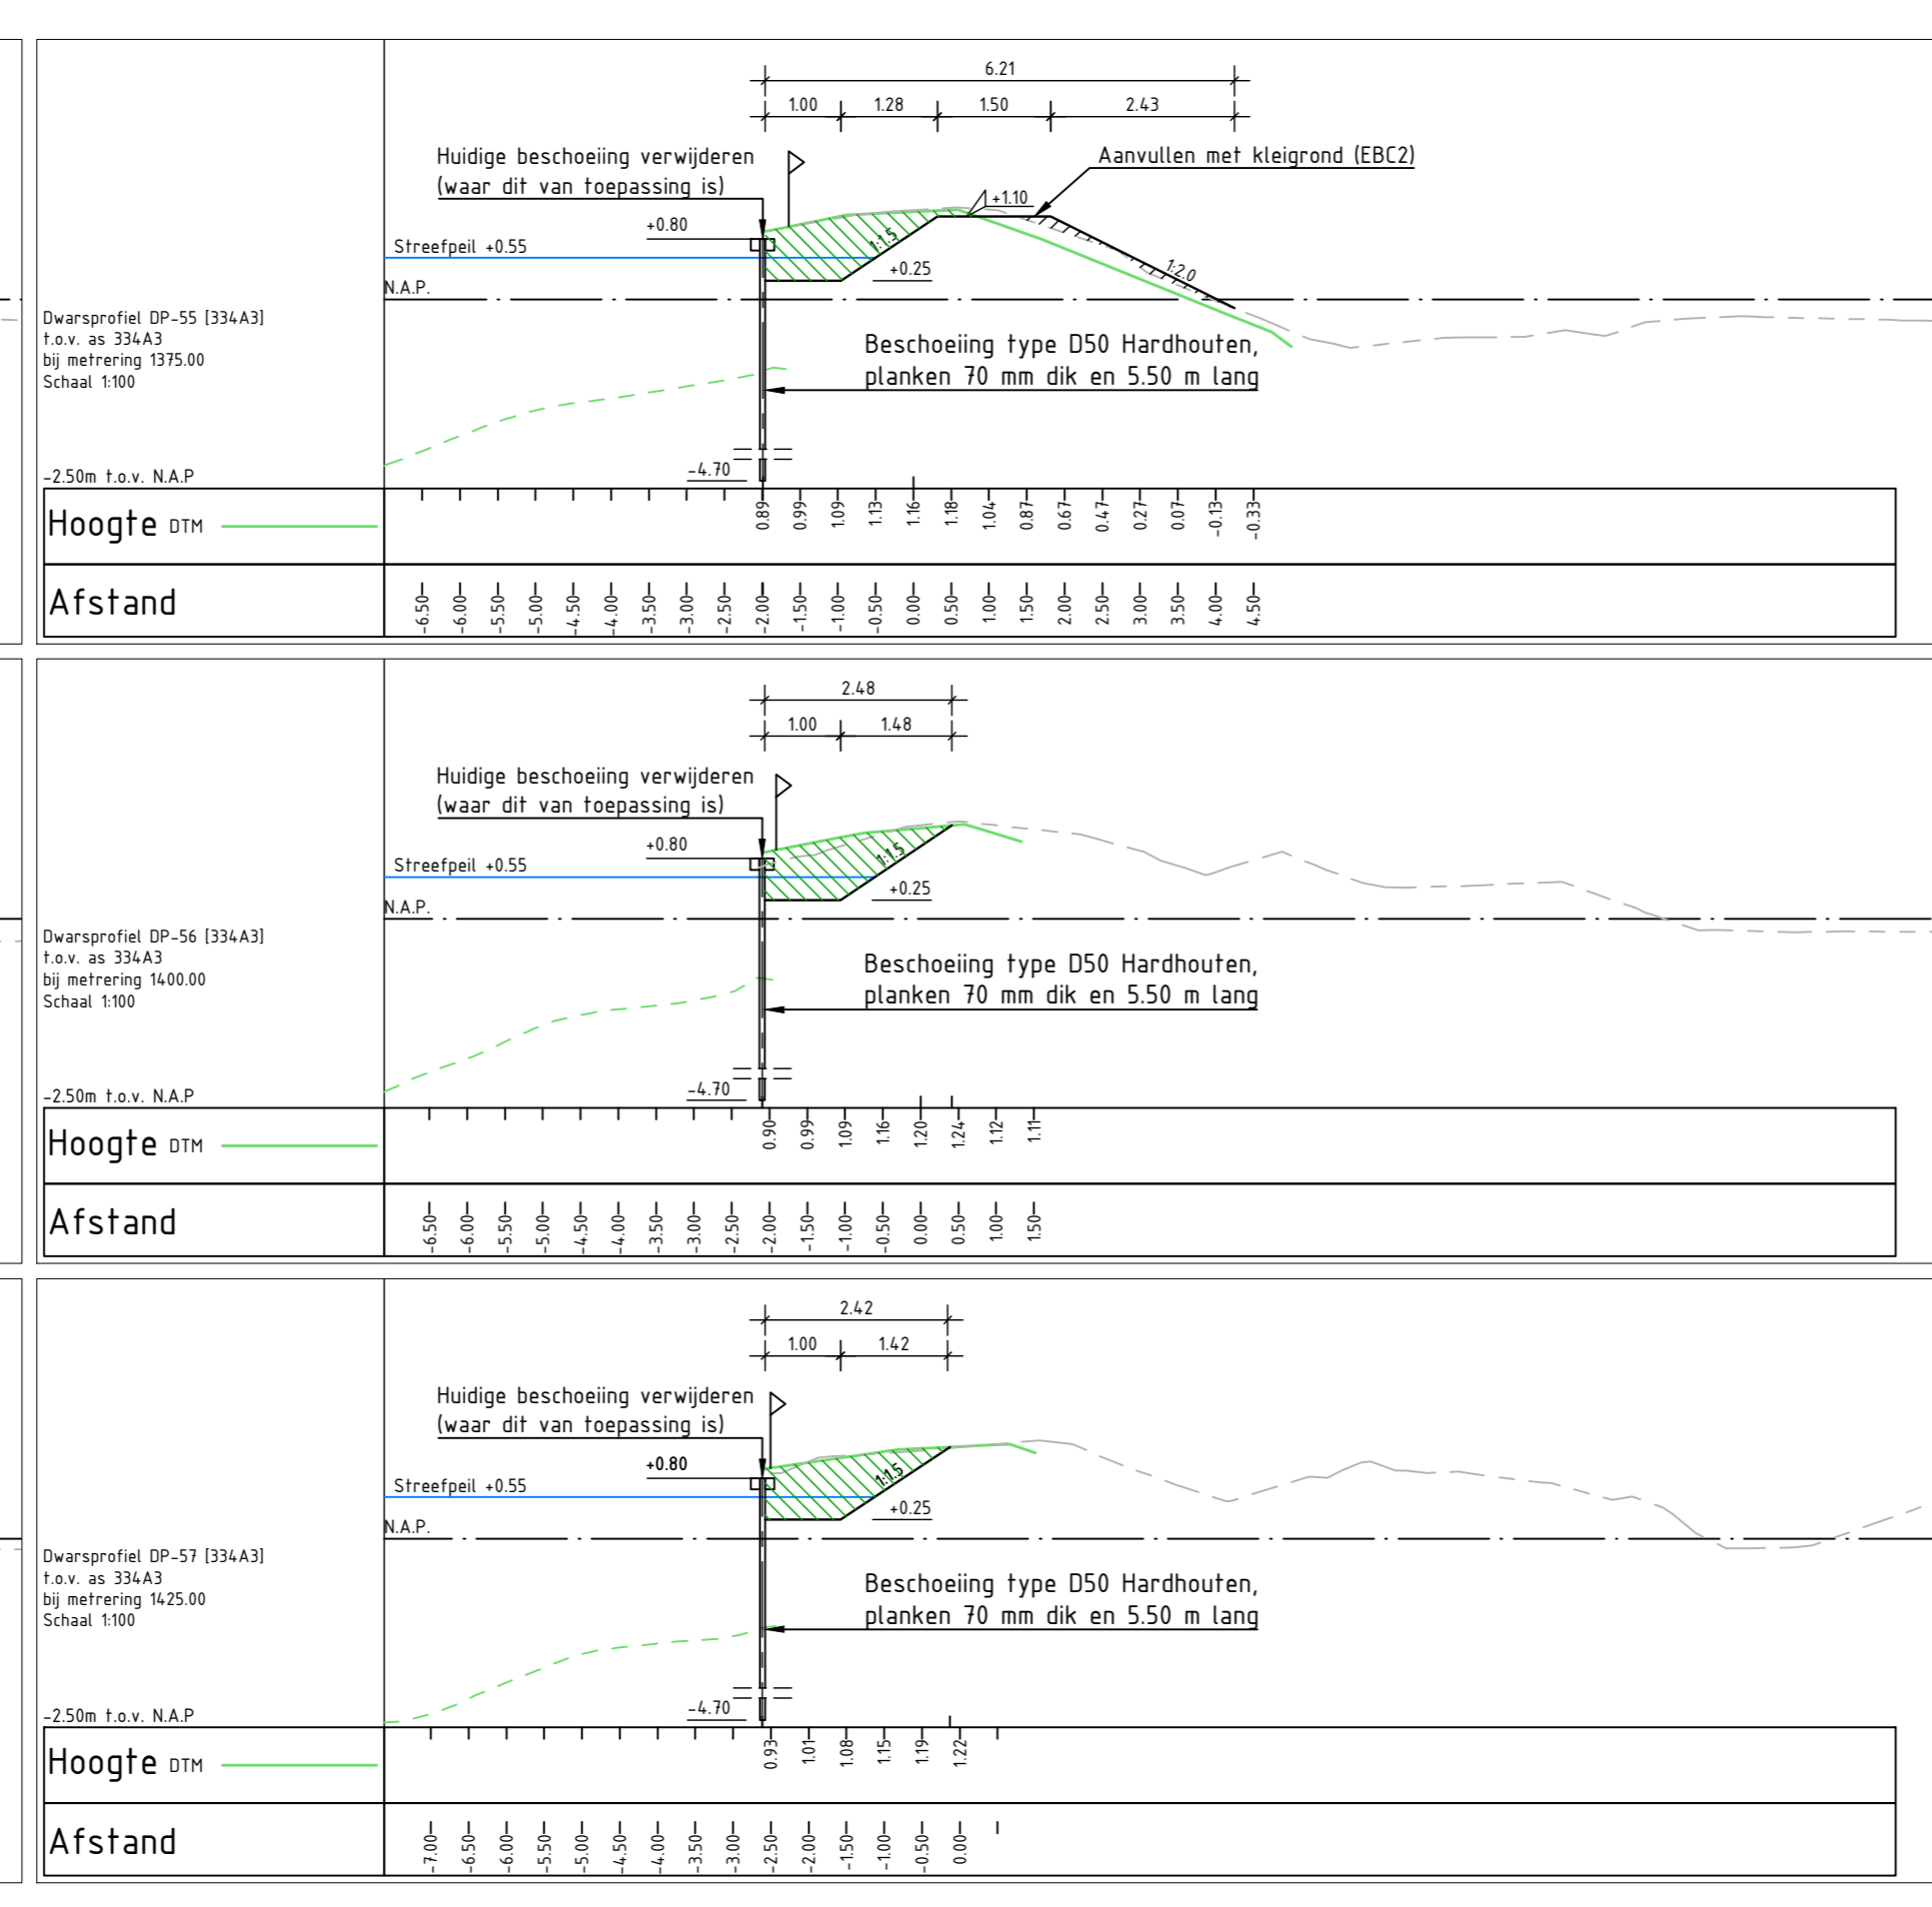 6.21
1.00 1.28 1.50 2.43
Huidige beschoeiing verwijderen
(waar dit van toepassing is)
Aanvullen met kleigrond (EBC2)
+1.10
+0.80
Streefpeil +0.55
1:1.5
+0.25
1:2.0
N.A.P.
Dwarsprofiel DP-55 [334A3]
t.o.v. as 334A3
bij metrering 1375.00
Schaal 1:100
Beschoeiing type D50 Hardhouten,
planken 70 mm dik en 5.50 m lang
-4.70
-2.50m t.o.v. N.A.P
Hoogte DTM
0.89 0.99 1.09 1.13 1.16 1.18 1.04 0.87 0.67 0.47 0.27 0.07 -0.13 -0.33
Afstand
-6.50 -6.00 -5.50 -5.00 -4.50 -4.00 -3.50 -3.00 -2.50 -2.00 -1.50 -1.00 -0.50 0.00 0.50 1.00 1.50 2.00 2.50 3.00 3.50 4.00 4.50
2.48
1.00 1.48
Huidige beschoeiing verwijderen
(waar dit van toepassing is)
+0.80
Streefpeil +0.55
1:1.5
+0.25
N.A.P.
Dwarsprofiel DP-56 [334A3]
t.o.v. as 334A3
bij metrering 1400.00
Schaal 1:100
Beschoeiing type D50 Hardhouten,
planken 70 mm dik en 5.50 m lang
-4.70
-2.50m t.o.v. N.A.P
Hoogte DTM
0.90 0.99 1.09 1.16 1.20 1.24 1.12 1.11
Afstand
-6.50 -6.00 -5.50 -5.00 -4.50 -4.00 -3.50 -3.00 -2.50 -2.00 -1.50 -1.00 -0.50 0.00 0.50 1.00 1.50
2.42
1.00 1.42
Huidige beschoeiing verwijderen
(waar dit van toepassing is)
+0.80
Streefpeil +0.55
1:1.5
+0.25
N.A.P.
Dwarsprofiel DP-57 [334A3]
t.o.v. as 334A3
bij metrering 1425.00
Schaal 1:100
Beschoeiing type D50 Hardhouten,
planken 70 mm dik en 5.50 m lang
-4.70
-2.50m t.o.v. N.A.P
Hoogte DTM
0.93 1.01 1.08 1.15 1.19 1.22
Afstand
-7.00 -6.50 -6.00 -5.50 -5.00 -4.50 -4.00 -3.50 -3.00 -2.50 -2.00 -1.50 -1.00 -0.50 0.00